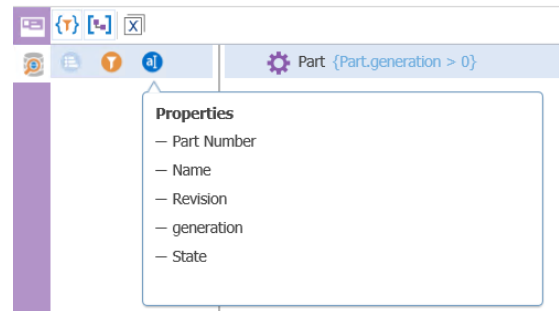 {T} [ ] X
a
Part {Part.generation > 0}
Properties
— Part Number
— Name
— Revision
— generation
— State